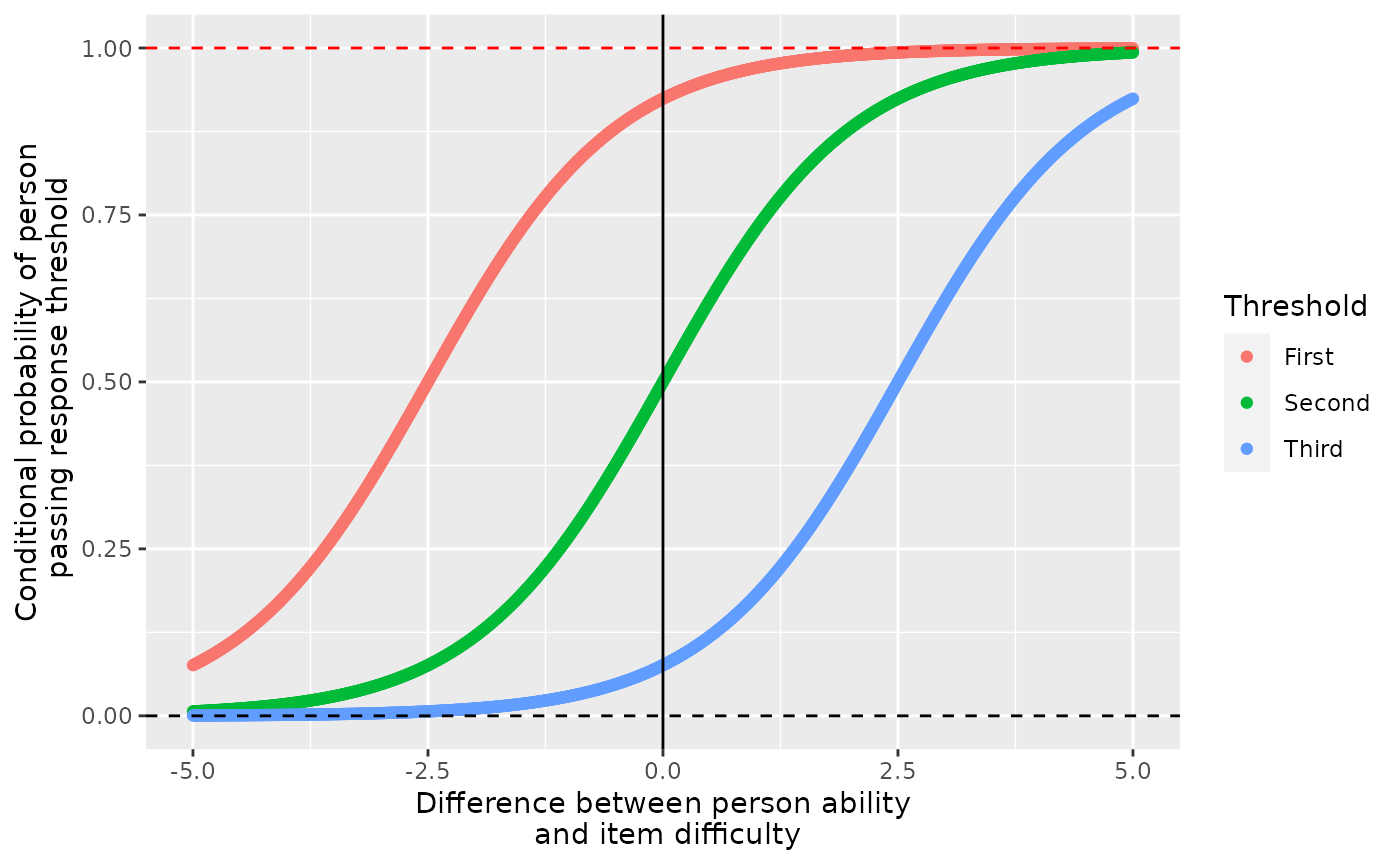 Conditional probability of person
passing response threshold
1.00
0.75
0.50
0.25
0.00
-5.0
-2.5
0.0
2.5
5.0
Difference between person ability
and item difficulty
Threshold
First
Second
Third